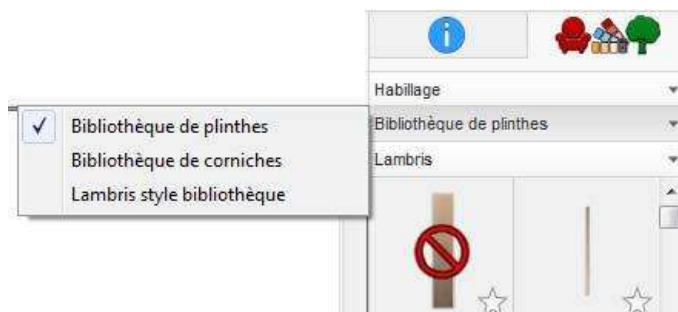 Habillage
Bibliothèque de plinthes
Lambris
Bibliothèque de plinthes
Bibliothèque de corniches
Lambris style bibliothèque